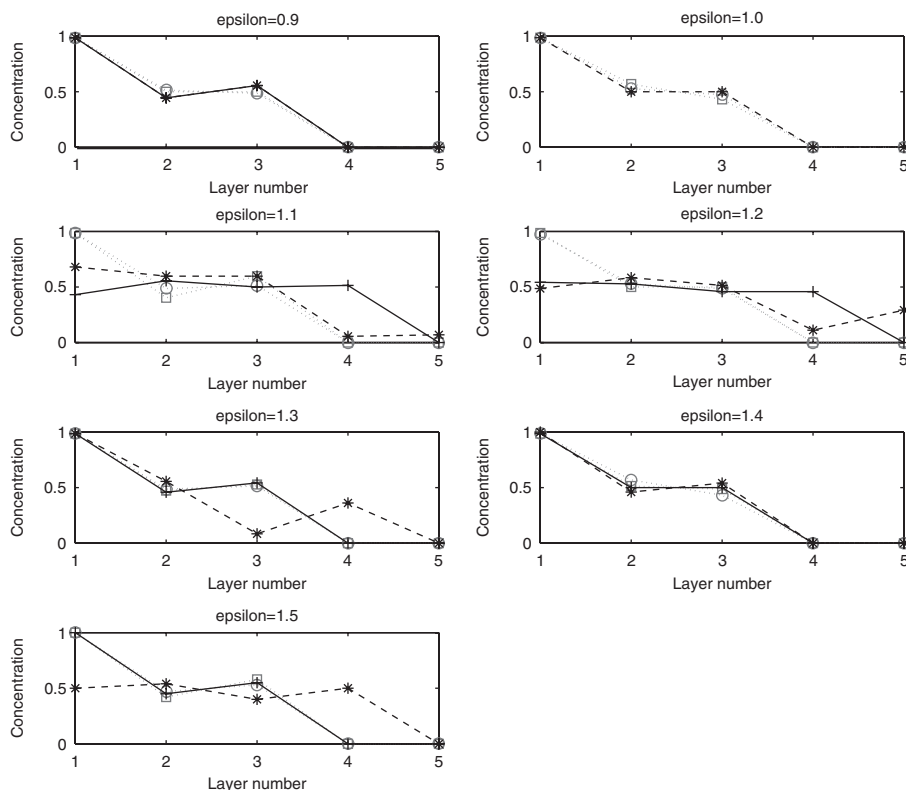 epsilon=0.9
Concentration
1
0.5
0
1 2 3 4 5
Layer number
epsilon=1.0
Concentration
1
0.5
0
1 2 3 4 5
Layer number
epsilon=1.1
Concentration
1
0.5
0
1 2 3 4 5
Layer number
epsilon=1.2
Concentration
1
0.5
0
1 2 3 4 5
Layer number
epsilon=1.3
Concentration
1
0.5
0
1 2 3 4 5
Layer number
epsilon=1.4
Concentration
1
0.5
0
1 2 3 4 5
Layer number
epsilon=1.5
Concentration
1
0.5
0
1 2 3 4 5
Layer number